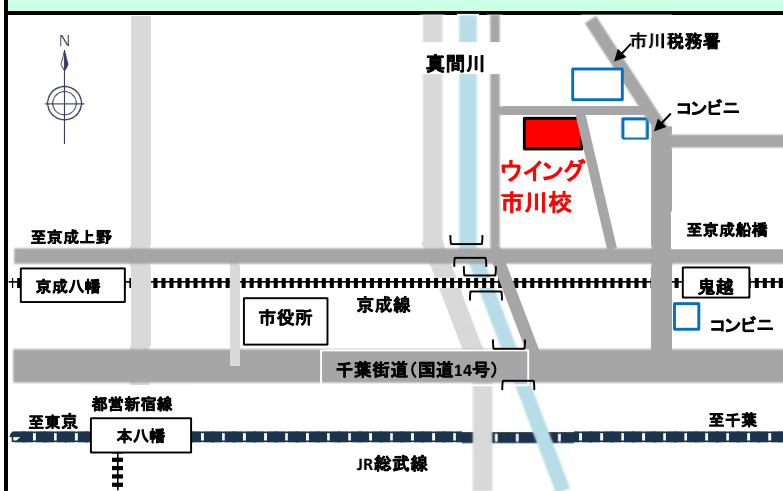 N
真間川
市川税務署
コンビニ
ウイング
市川校
至京成上野
至京成船橋
京成八幡
京成線
鬼越
市役所
コンビニ
千葉街道(国道14号)
都営新宿線
至東京
至千葉
本八幡
JR総武線